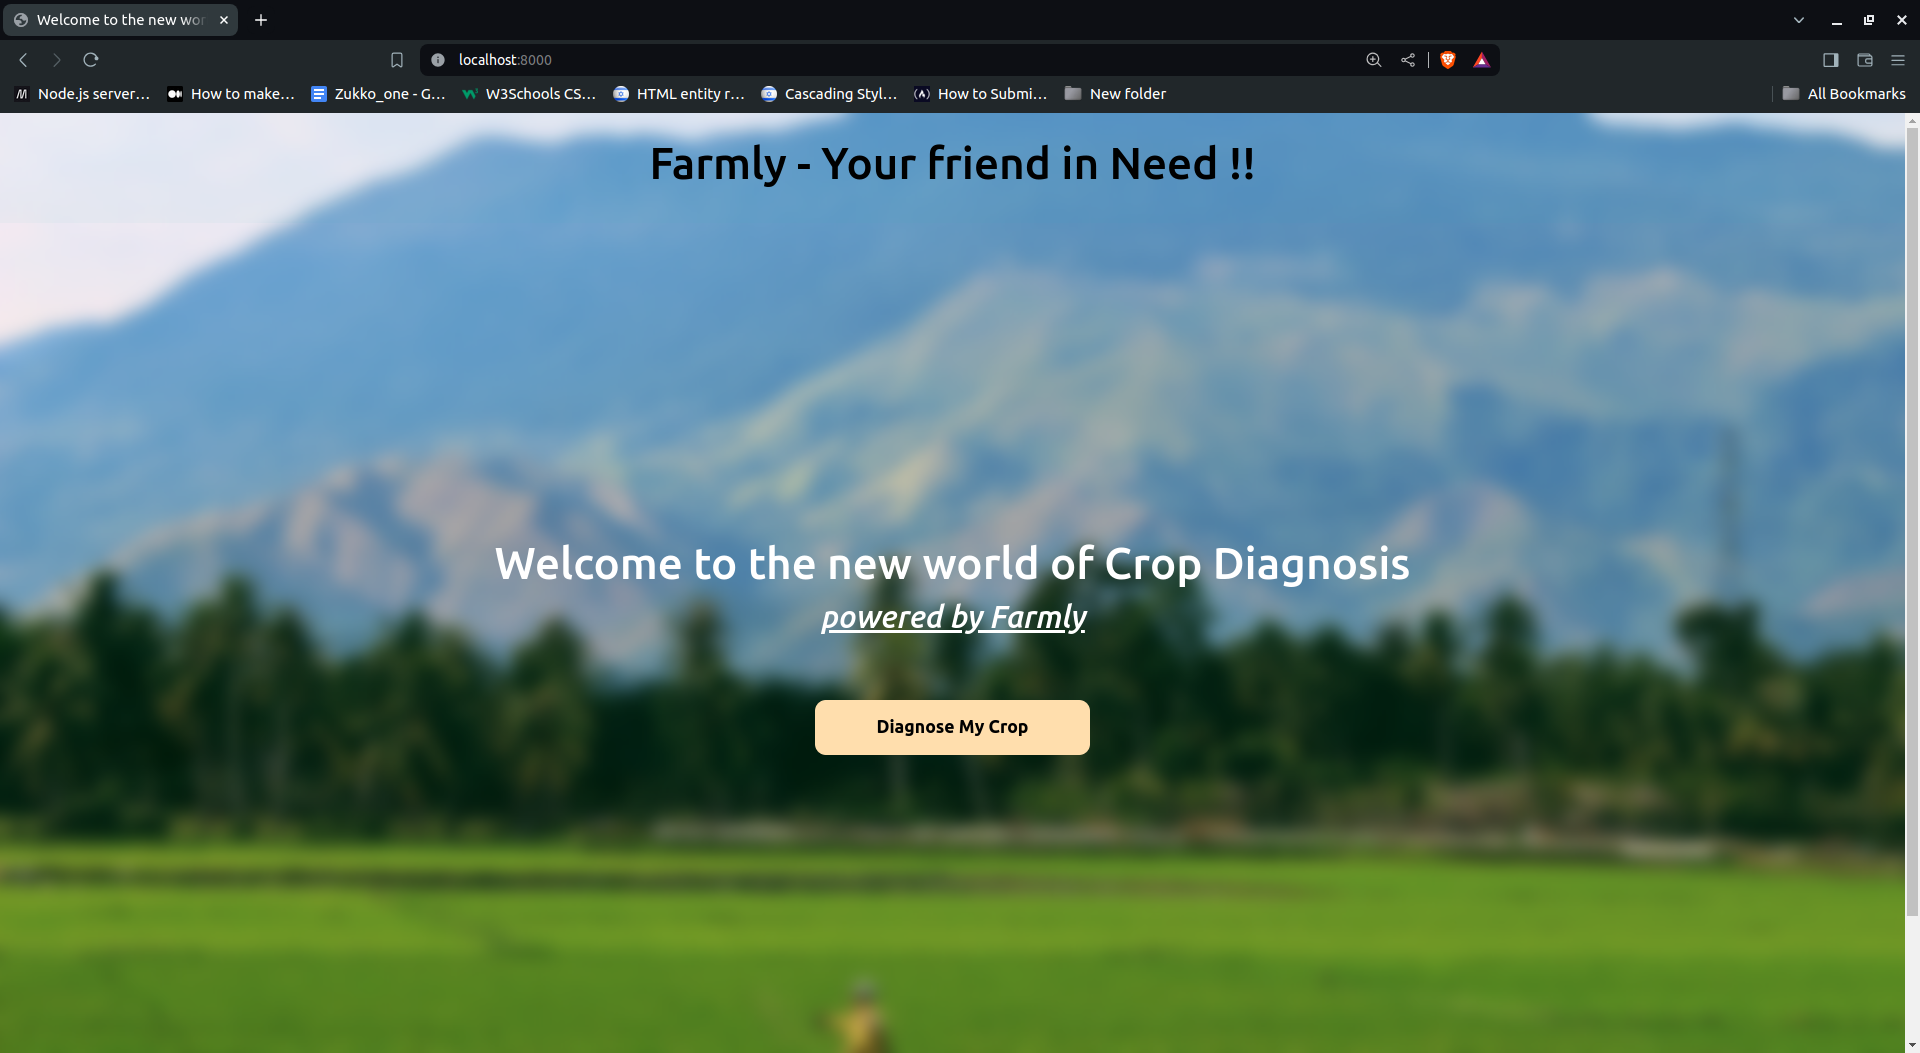 Welcome to the new wor
localhost:8000
Node.js server...
How to make...
Zukko_one - G...
W3Schools CS...
HTML entity r...
Cascading Styl...
How to Submi...
New folder
All Bookmarks
Farmly - Your friend in Need !!
Welcome to the new world of Crop Diagnosis
powered by Farmly
Diagnose My Crop